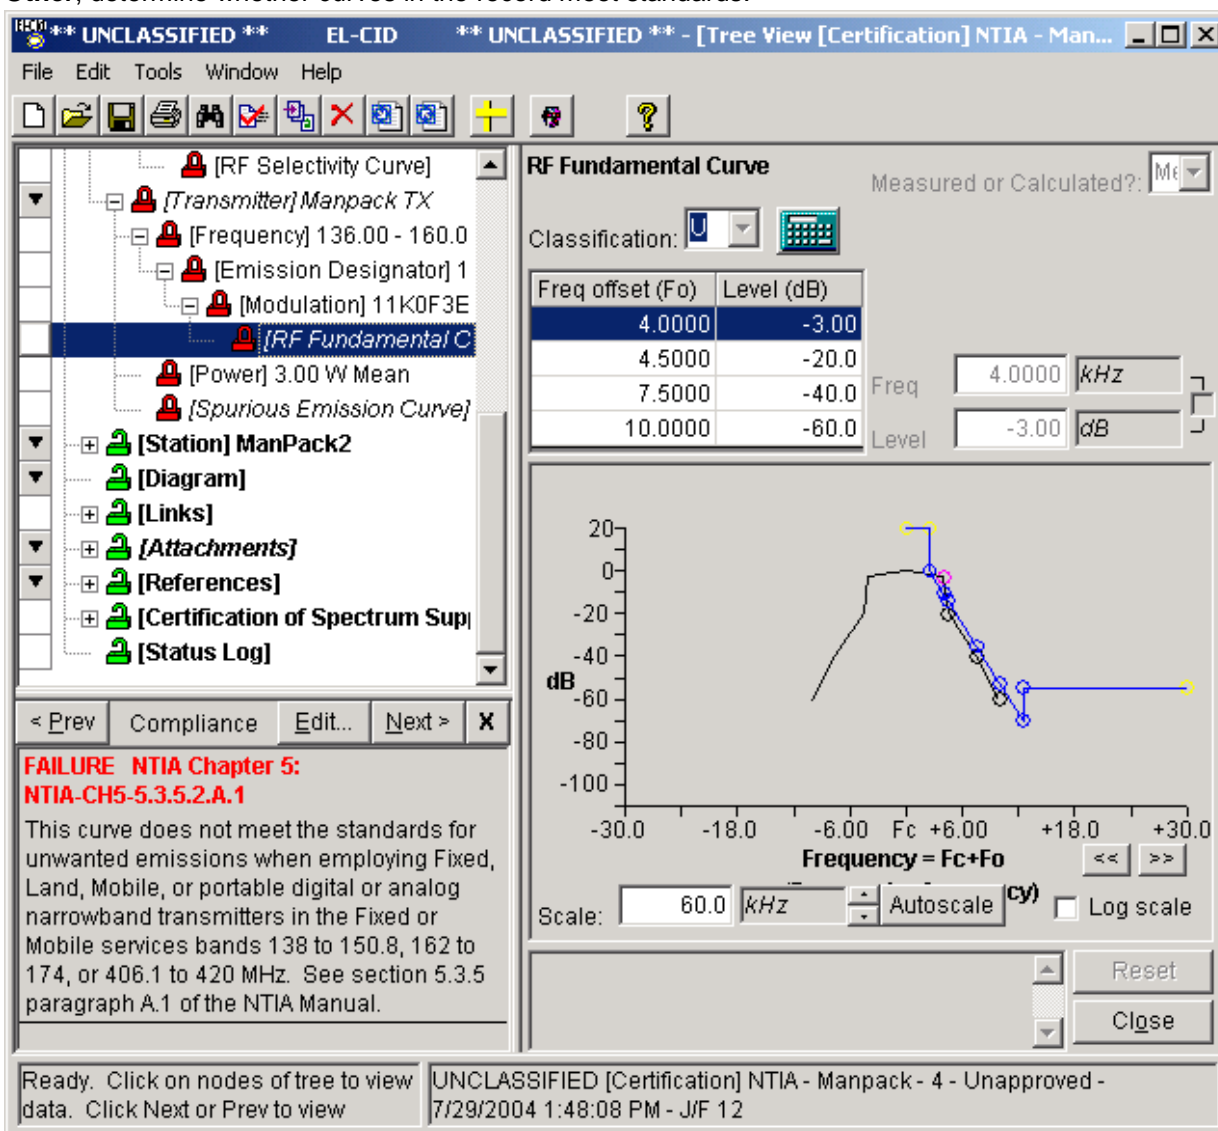 ** UNCLASSIFIED ** EL-CID ** UNCLASSIFIED ** - [Tree View [Certification] NTIA - Man...
File Edit Tools Window Help
[RF Selectivity Curve]
[Transmitter] Manpack TX
[Frequency] 136.00 - 160.0
[Emission Designator] 1
[Modulation] 11K0F3E
[RF Fundamental C
[Power] 3.00 W Mean
[Spurious Emission Curve]
[Station] ManPack2
[Diagram]
[Links]
[Attachments]
[References]
[Certification of Spectrum Sup
[Status Log]
< Prev Compliance Edit... Next > X
FAILURE NTIA Chapter 5:
NTIA-CH5-5.3.5.2.A.1
This curve does not meet the standards for
unwanted emissions when employing Fixed,
Land, Mobile, or portable digital or analog
narrowband transmitters in the Fixed or
Mobile services bands 138 to 150.8, 162 to
174, or 406.1 to 420 MHz. See section 5.3.5
paragraph A.1 of the NTIA Manual.
RF Fundamental Curve
Measured or Calculated?: Me
Classification: U
Freq offset (Fo) Level (dB)
4.0000 -3.00
4.5000 -20.0
7.5000 -40.0
10.0000 -60.0
Freq 4.0000 kHz
Level -3.00 dB
20
0
-20
-40
dB
-60
-80
-100
-30.0 -18.0 -6.00 Fc +6.00 +18.0 +30.0
Frequency = Fc+Fo
<< >>
cy)
Scale: 60.0 kHz Autoscale Log scale
Reset
Close
Ready. Click on nodes of tree to view
data. Click Next or Prev to view
UNCLASSIFIED [Certification] NTIA - Manpack - 4 - Unapproved -
7/29/2004 1:48:08 PM - J/F 12